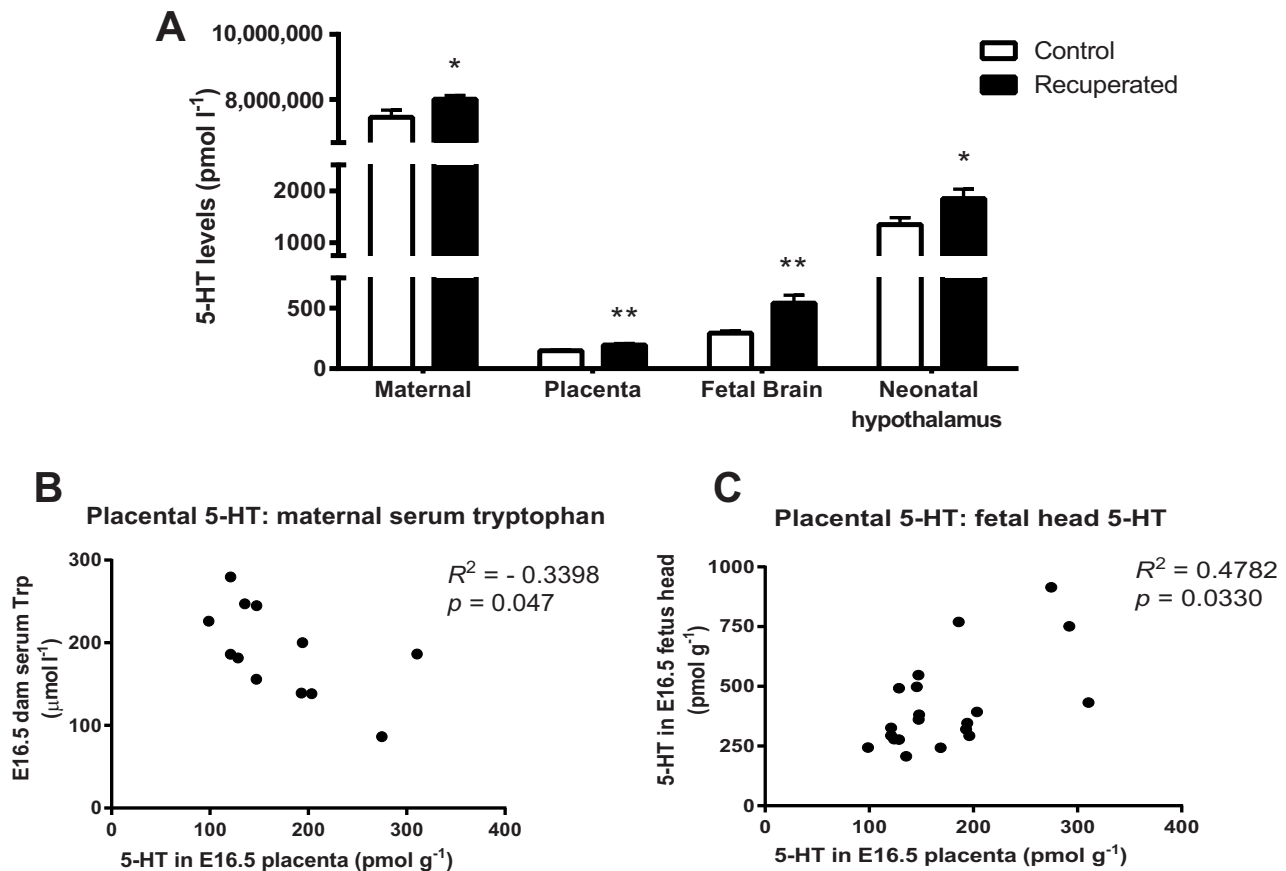 A
10,000,000
8,000,000
2000
1000
500
0
5-HT levels (pmol l⁻¹)
*
**
**
*
Control
Recuperated
Maternal
Placenta
Fetal Brain
Neonatal
hypothalamus
B
Placental 5-HT: maternal serum tryptophan
R² = - 0.3398
p = 0.047
E16.5 dam serum Trp
(μmol l⁻¹)
300
200
100
0
0 100 200 300 400
5-HT in E16.5 placenta (pmol g⁻¹)
C
Placental 5-HT: fetal head 5-HT
R² = 0.4782
p = 0.0330
5-HT in E16.5 fetus head
(pmol g⁻¹)
1000
750
500
250
0
0 100 200 300 400
5-HT in E16.5 placenta (pmol g⁻¹)